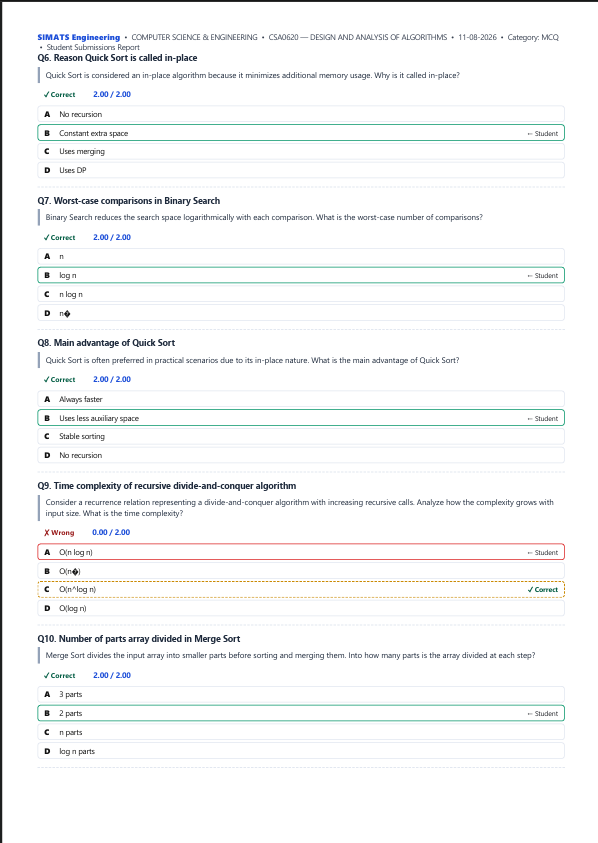 SIMATS Engineering • COMPUTER SCIENCE & ENGINEERING • CSA0620 — DESIGN AND ANALYSIS OF ALGORITHMS • 11-08-2026 • Category: MCQ
• Student Submissions Report
Q6. Reason Quick Sort is called in-place
Quick Sort is considered an in-place algorithm because it minimizes additional memory usage. Why is it called in-place?
✓ Correct 2.00 / 2.00
A No recursion
B Constant extra space ← Student
C Uses merging
D Uses DP
Q7. Worst-case comparisons in Binary Search
Binary Search reduces the search space logarithmically with each comparison. What is the worst-case number of comparisons?
✓ Correct 2.00 / 2.00
A n
B log n ← Student
C n log n
D n�
Q8. Main advantage of Quick Sort
Quick Sort is often preferred in practical scenarios due to its in-place nature. What is the main advantage of Quick Sort?
✓ Correct 2.00 / 2.00
A Always faster
B Uses less auxiliary space ← Student
C Stable sorting
D No recursion
Q9. Time complexity of recursive divide-and-conquer algorithm
Consider a recurrence relation representing a divide-and-conquer algorithm with increasing recursive calls. Analyze how the complexity grows with
input size. What is the time complexity?
✗ Wrong 0.00 / 2.00
A O(n log n) ← Student
B O(n�)
C O(n^log n) ✓ Correct
D O(log n)
Q10. Number of parts array divided in Merge Sort
Merge Sort divides the input array into smaller parts before sorting and merging them. Into how many parts is the array divided at each step?
✓ Correct 2.00 / 2.00
A 3 parts
B 2 parts ← Student
C n parts
D log n parts